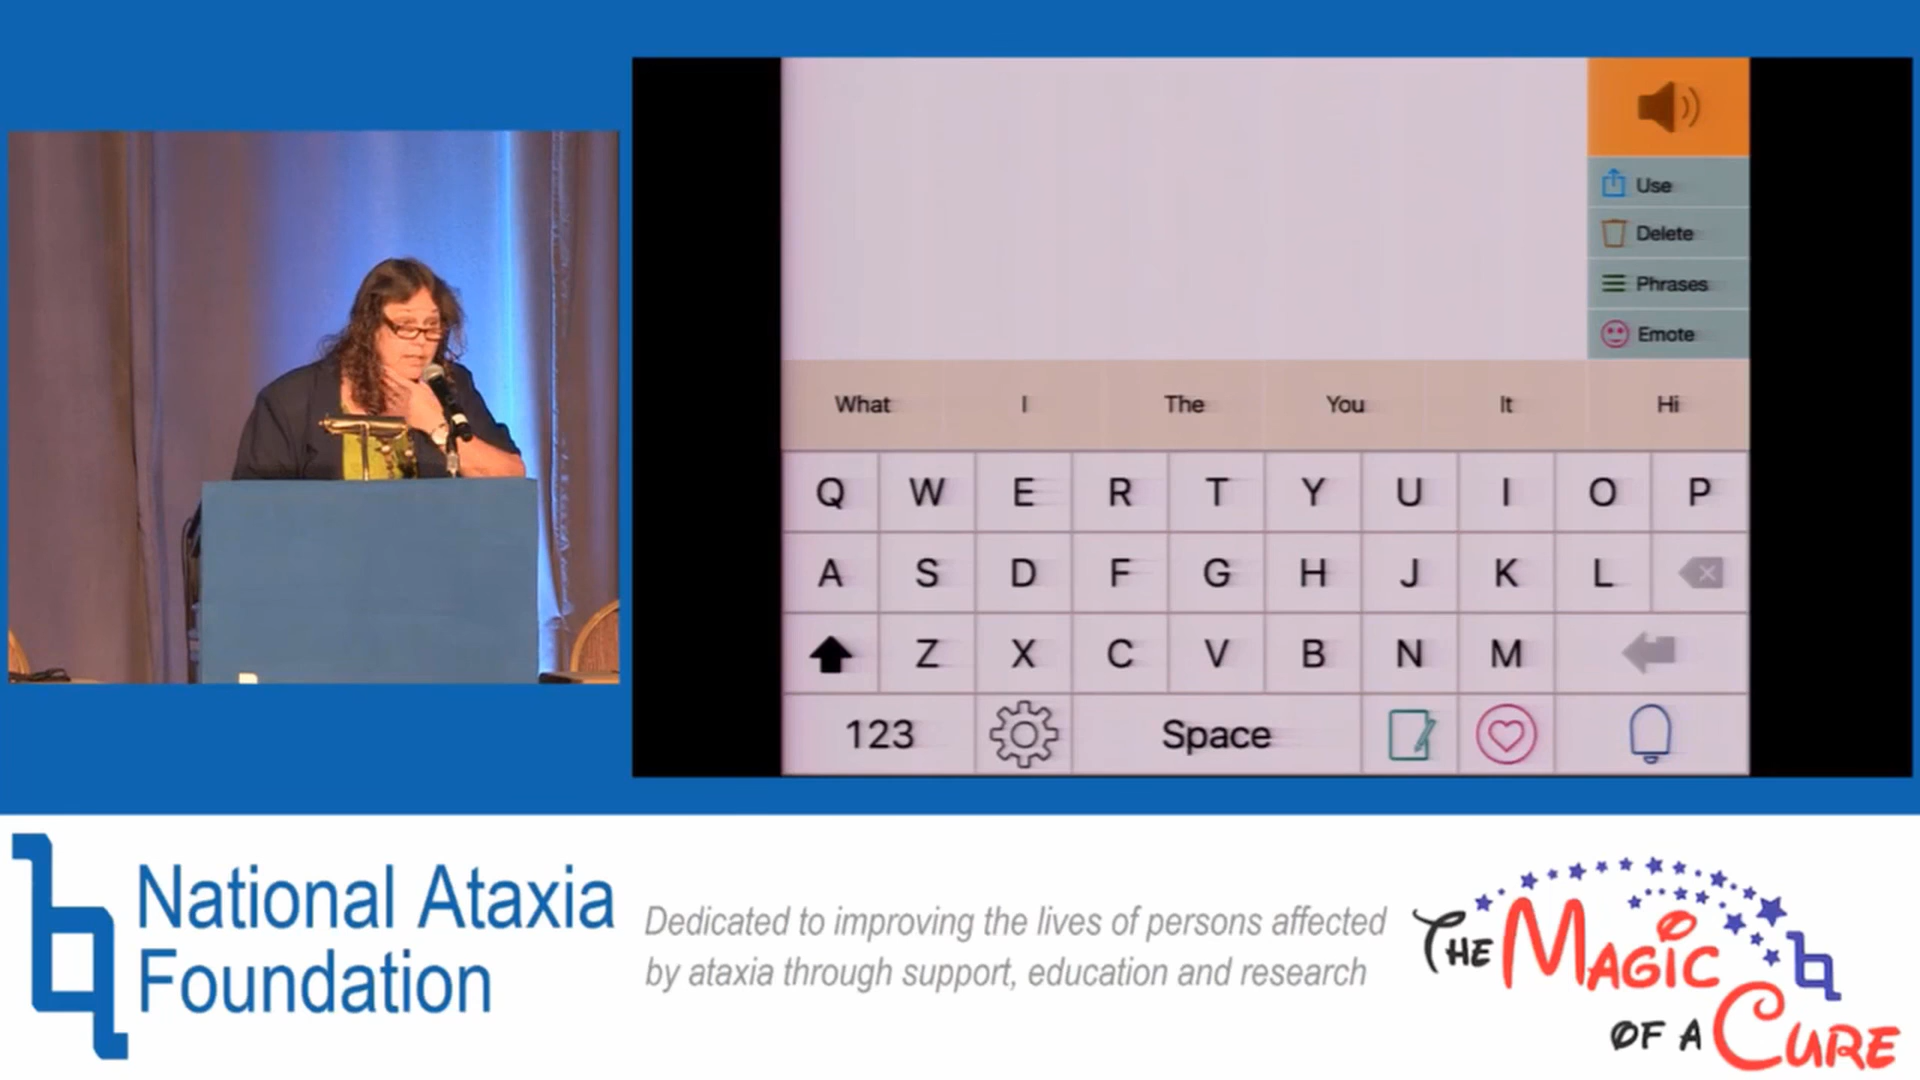 Use
Delete
Phrases
Emote
What I The You It Hi
Q W E R T Y U I O P
A S D F G H J K L
Z X C V B N M
123 Space
National Ataxia
Foundation
Dedicated to improving the lives of persons affected
by ataxia through support, education and research
THE MAGIC
OF A CURE